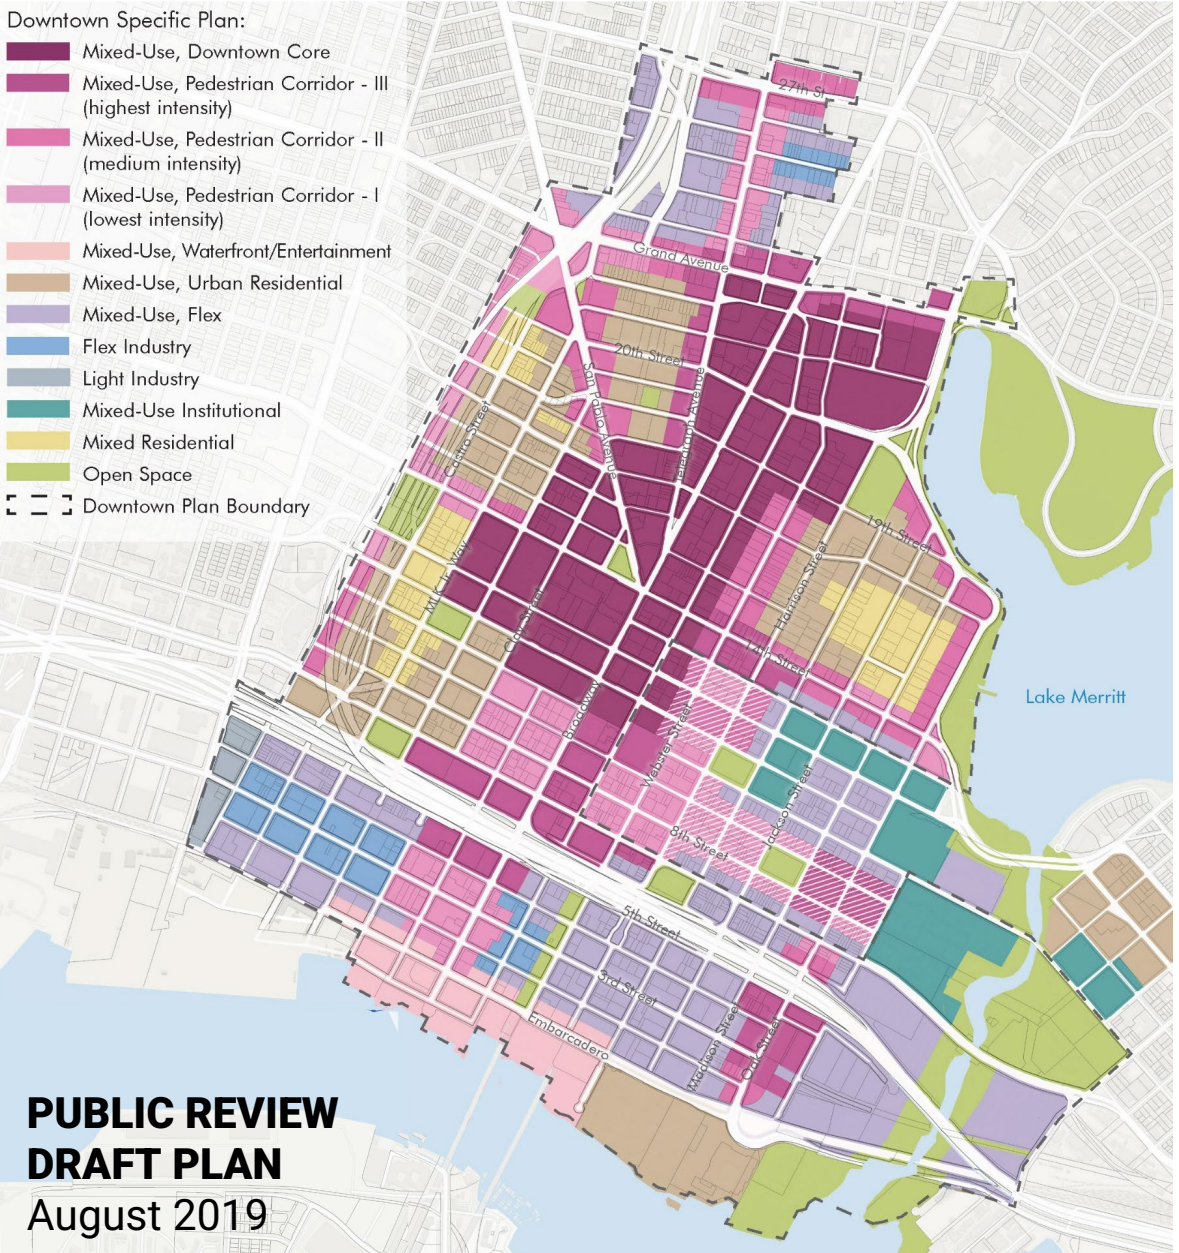 Downtown Specific Plan:
Mixed-Use, Downtown Core
Mixed-Use, Pedestrian Corridor - III
(highest intensity)
Mixed-Use, Pedestrian Corridor - II
(medium intensity)
Mixed-Use, Pedestrian Corridor - I
(lowest intensity)
Mixed-Use, Waterfront/Entertainment
Mixed-Use, Urban Residential
Mixed-Use, Flex
Flex Industry
Light Industry
Mixed-Use Institutional
Mixed Residential
Open Space
Downtown Plan Boundary
27th St
Grand Avenue
20th Street
San Pablo Avenue
Telegraph Avenue
Castro Street
19th Street
MLK Jr. Way
Clay Street
Harrison Street
14th Street
Broadway
Webster Street
Lake Merritt
Jackson Street
8th Street
5th Street
3rd Street
Madison Street
Oak Street
Embarcadero
PUBLIC REVIEW
DRAFT PLAN
August 2019